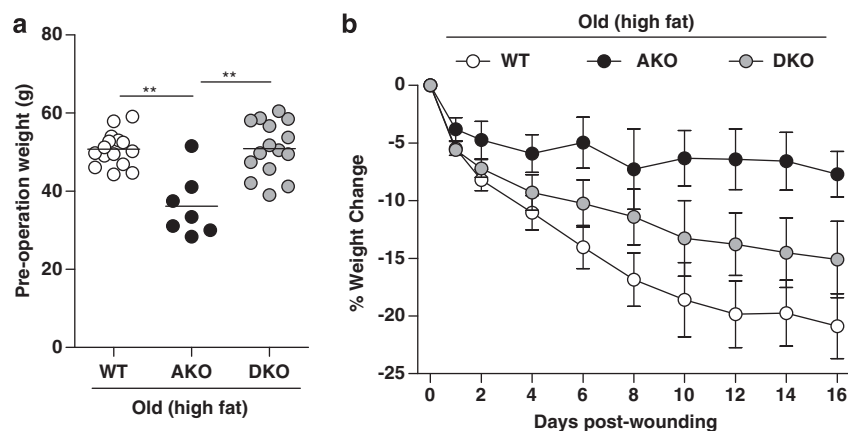 a
80
60
40
20
0
Pre-operation weight (g)
**
**
WT AKO DKO
Old (high fat)
b
Old (high fat)
WT AKO DKO
0
-5
-10
-15
-20
-25
% Weight Change
0 2 4 6 8 10 12 14 16
Days post-wounding